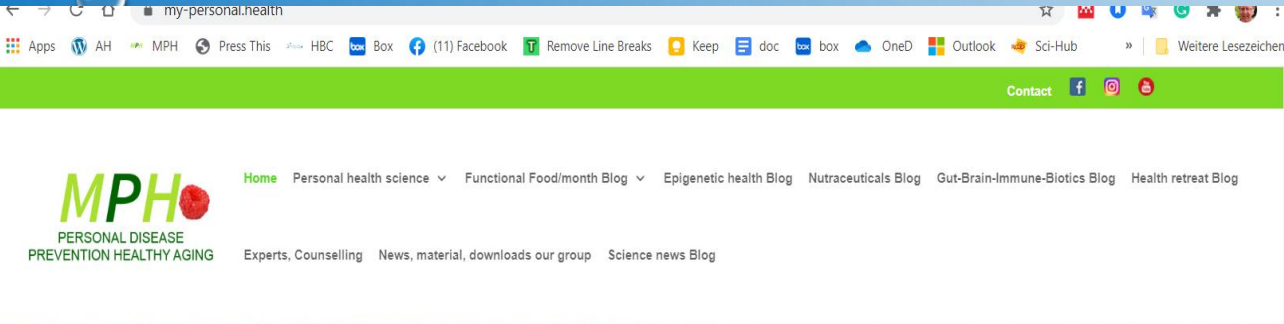 my-personal.health
Apps AH MPH Press This HBC Box (11) Facebook Remove Line Breaks Keep doc box OneD Outlook Sci-Hub » Weitere Lesezeichen
Contact
MPH
PERSONAL DISEASE
PREVENTION HEALTHY AGING
Home Personal health science Functional Food/month Blog Epigenetic health Blog Nutraceuticals Blog Gut-Brain-Immune-Biotics Blog Health retreat Blog
Experts, Counselling News, material, downloads our group Science news Blog